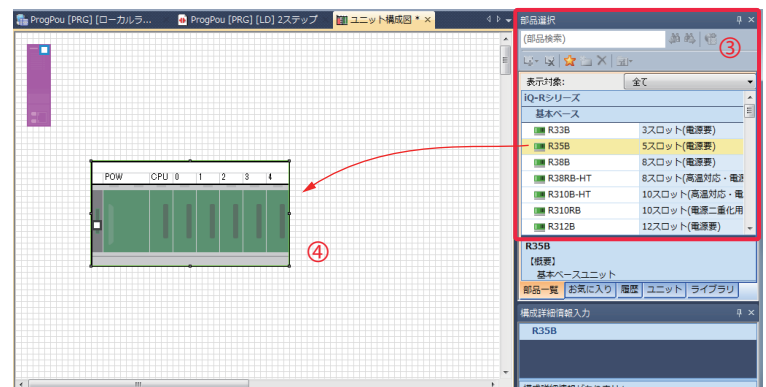 ProgPou [PRG] [ローカルラ... ProgPou [PRG] [LD] 2ステップ ユニット構成図 * ×
部品選択
(部品検索)
③
表示対象: 全て
iQ-Rシリーズ
基本ベース
R33B 3スロット(電源要)
R35B 5スロット(電源要)
R38B 8スロット(電源要)
R38RB-HT 8スロット(高温対応・電源
R310B-HT 10スロット(高温対応・電
R310RB 10スロット(電源二重化用
R312B 12スロット(電源要)
POW CPU 0 1 2 3 4
④
R35B
【概要】
基本ベースユニット
部品一覧 お気に入り 履歴 ユニット ライブラリ
構成詳細情報入力
R35B